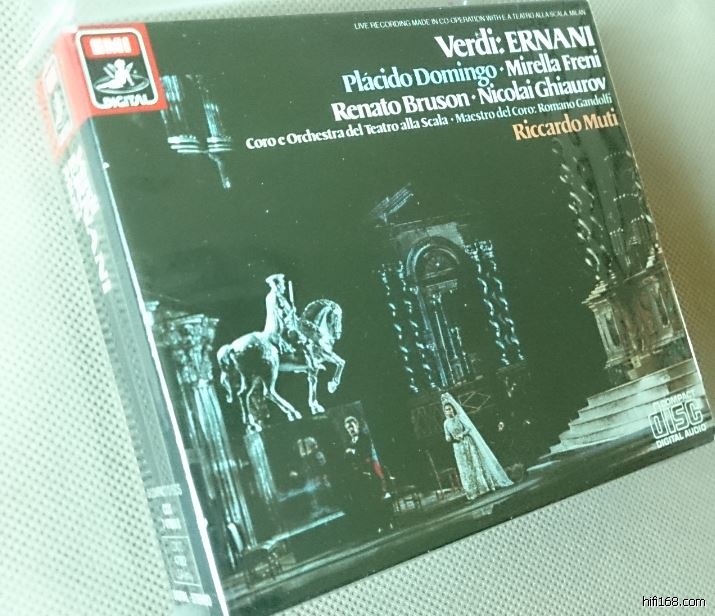 LIVE RECORDING MADE IN CO-OPERATION WITH E.A TEATRO ALLA SCALA, MILAN
EMI
DIGITAL
Verdi: ERNANI
Plácido Domingo · Mirella Freni
Renato Bruson · Nicolai Ghiaurov
Coro e Orchestra del Teatro alla Scala · Maestro del Coro: Romano Gandolfi
Riccardo Muti
COMPACT
disc
DIGITAL AUDIO
hifi168.com